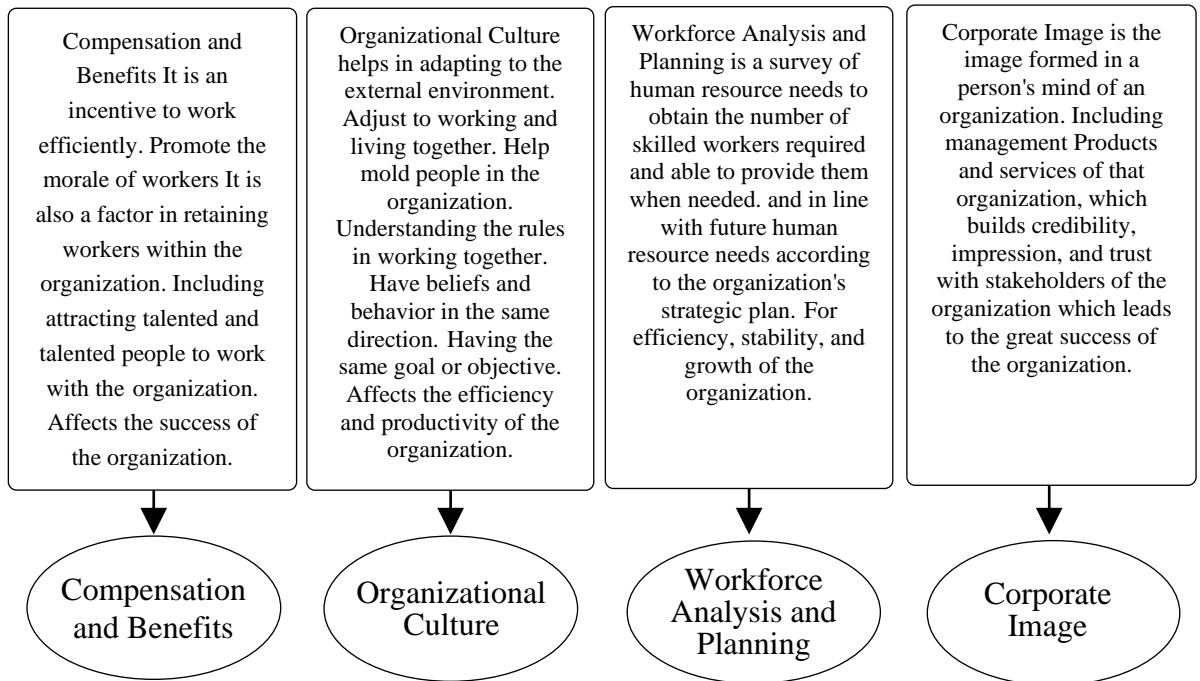 Compensation and
Benefits It is an
incentive to work
efficiently. Promote the
morale of workers It is
also a factor in retaining
workers within the
organization. Including
attracting talented and
talented people to work
with the organization.
Affects the success of
the organization.
Organizational Culture
helps in adapting to the
external environment.
Adjust to working and
living together. Help
mold people in the
organization.
Understanding the rules
in working together.
Have beliefs and
behavior in the same
direction. Having the
same goal or objective.
Affects the efficiency
and productivity of the
organization.
Workforce Analysis and
Planning is a survey of
human resource needs to
obtain the number of
skilled workers required
and able to provide them
when needed. and in line
with future human
resource needs according
to the organization's
strategic plan. For
efficiency, stability, and
growth of the
organization.
Corporate Image is the
image formed in a
person's mind of an
organization. Including
management Products
and services of that
organization, which
builds credibility,
impression, and trust
with stakeholders of the
organization which leads
to the great success of
the organization.
Compensation
and Benefits
Organizational
Culture
Workforce
Analysis and
Planning
Corporate
Image